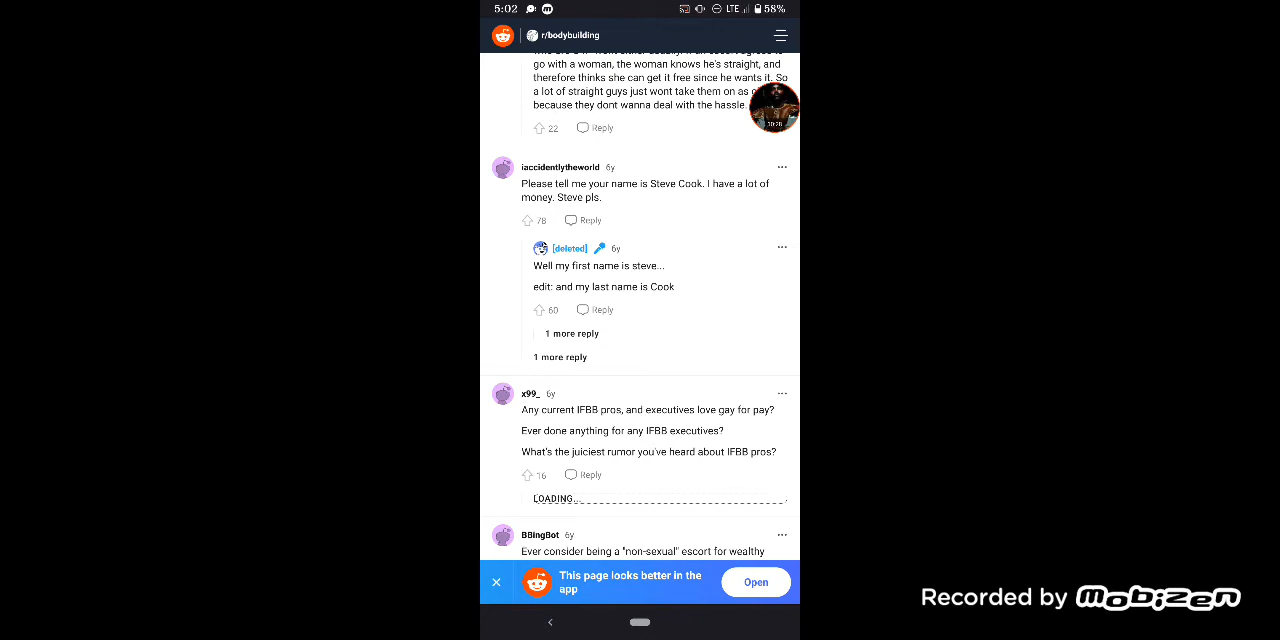 5:02
LTE 58%
r/bodybuilding
go with a woman, the woman knows he's straight, and
therefore thinks she can get it free since he wants it. So
a lot of straight guys just wont take them on as
because they dont wanna deal with the hassle.
10:28
22 Reply
iaccidentlytheworld 6y
Please tell me your name is Steve Cook. I have a lot of
money. Steve pls.
78 Reply
[deleted] 6y
Well my first name is steve...
edit: and my last name is Cook
60 Reply
1 more reply
1 more reply
x99_ 6y
Any current IFBB pros, and executives love gay for pay?
Ever done anything for any IFBB executives?
What's the juiciest rumor you've heard about IFBB pros?
16 Reply
LOADING...
BBingBot 6y
Ever consider being a "non-sexual" escort for wealthy
This page looks better in the
app
Open
Recorded by mobizen